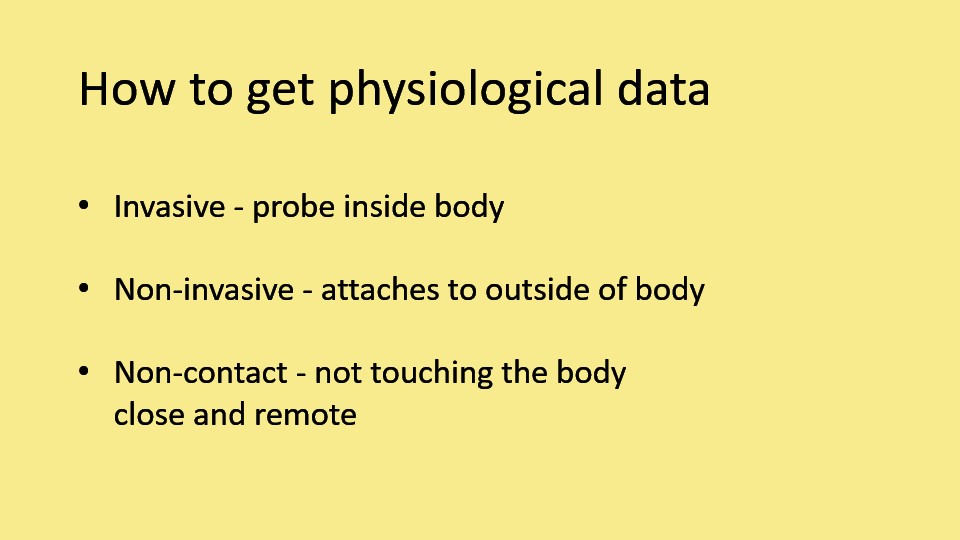 How to get physiological data
• Invasive - probe inside body
• Non-invasive - attaches to outside of body
• Non-contact - not touching the body
close and remote